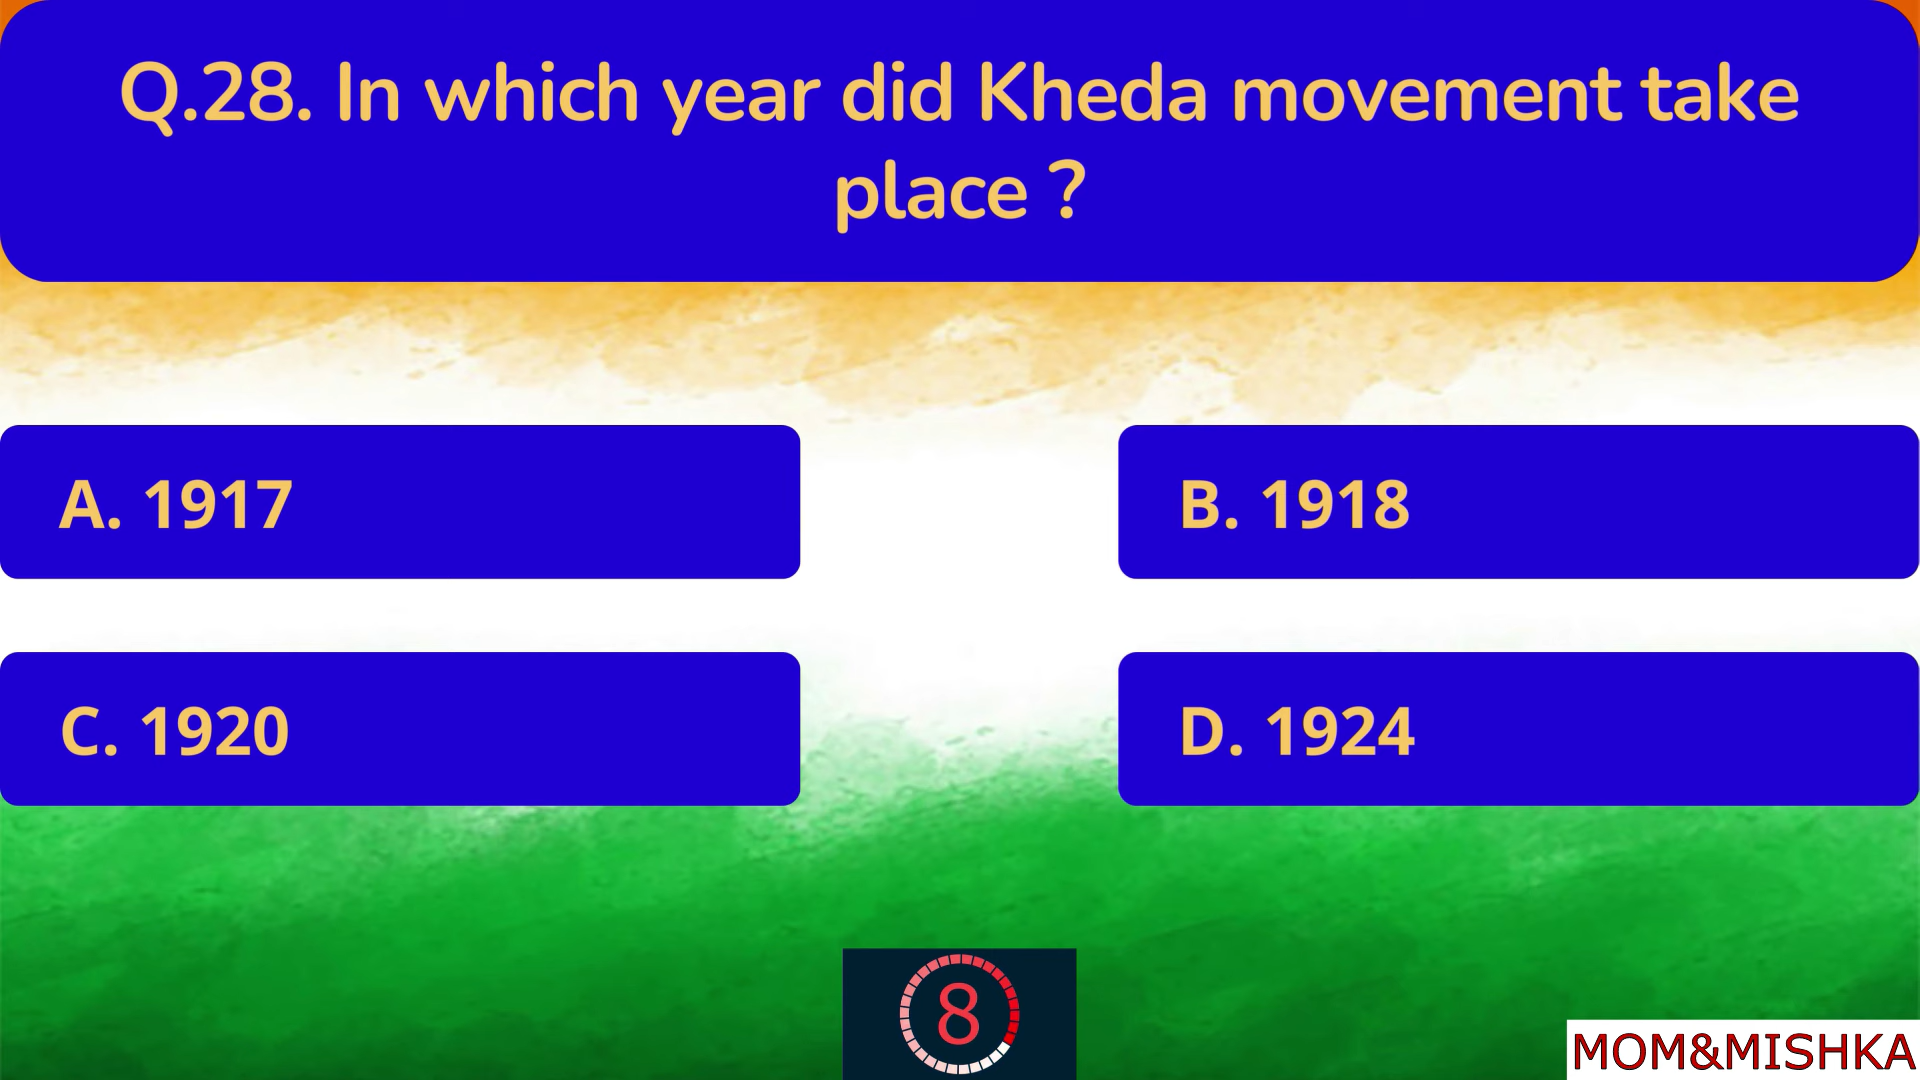 Q.28. In which year did Kheda movement take
place ?
A. 1917
B. 1918
C. 1920
D. 1924
8
MOM&MISHKA